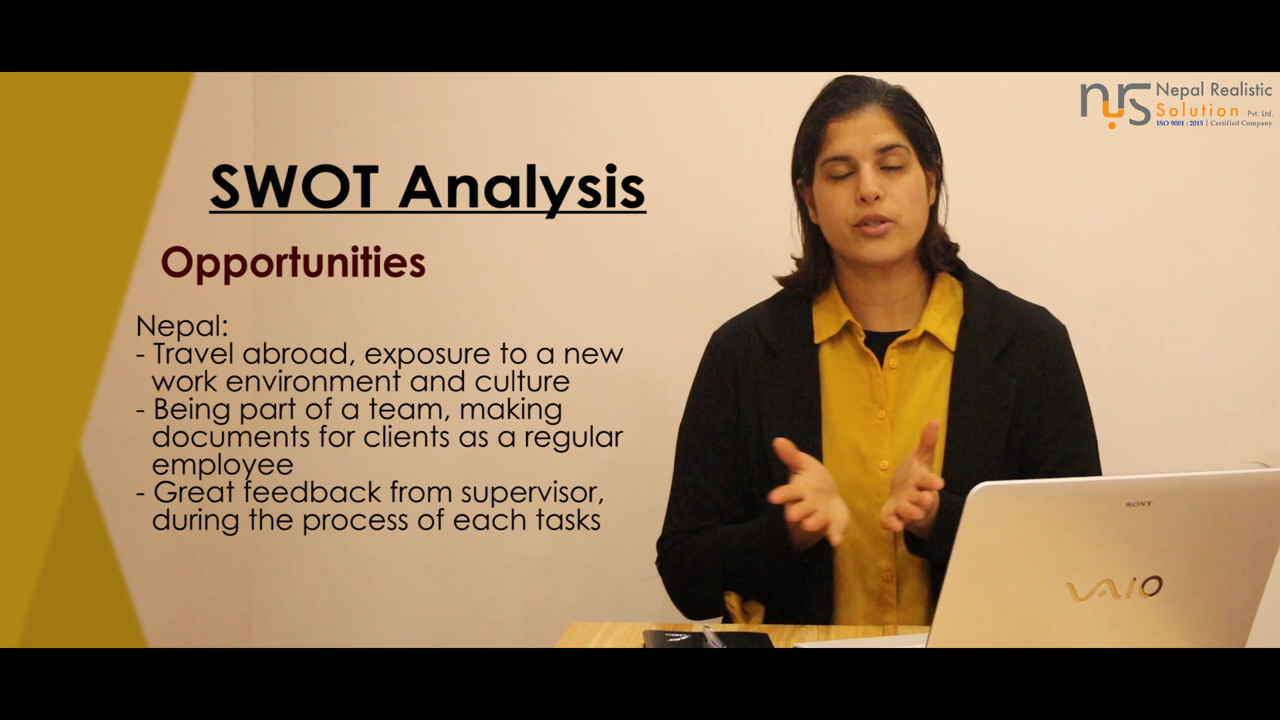 SWOT Analysis
Opportunities
Nepal:
- Travel abroad, exposure to a new
work environment and culture
- Being part of a team, making
documents for clients as a regular
employee
- Great feedback from supervisor,
during the process of each tasks
nrs Nepal Realistic
Solution Pvt. Ltd.
ISO 9001 : 2015 | Certified Company
SONY
VAIO